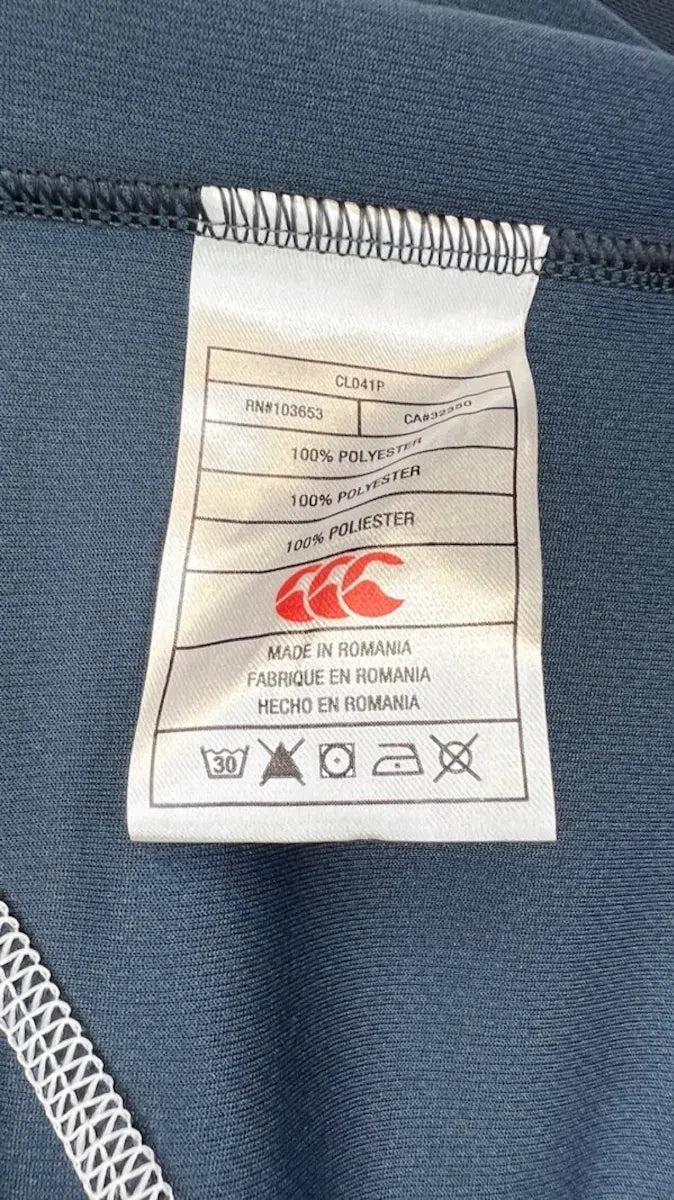 CL041P
RN#103653 CA#32350
100% POLYESTER
100% POLYESTER
100% POLIESTER
MADE IN ROMANIA
FABRIQUE EN ROMANIA
HECHO EN ROMANIA
30